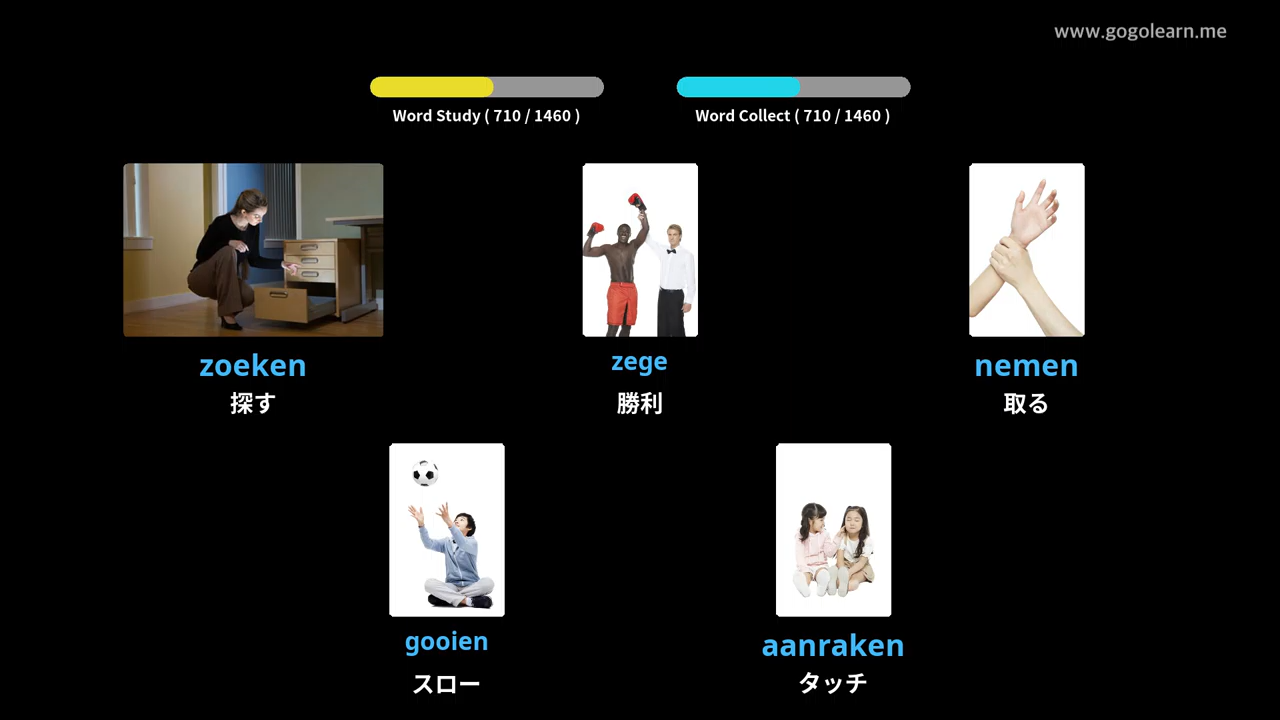 www.gogolearn.me
Word Study ( 710 / 1460 )
Word Collect ( 710 / 1460 )
zoeken
探す
zege
勝利
nemen
取る
gooien
スロー
aanraken
タッチ